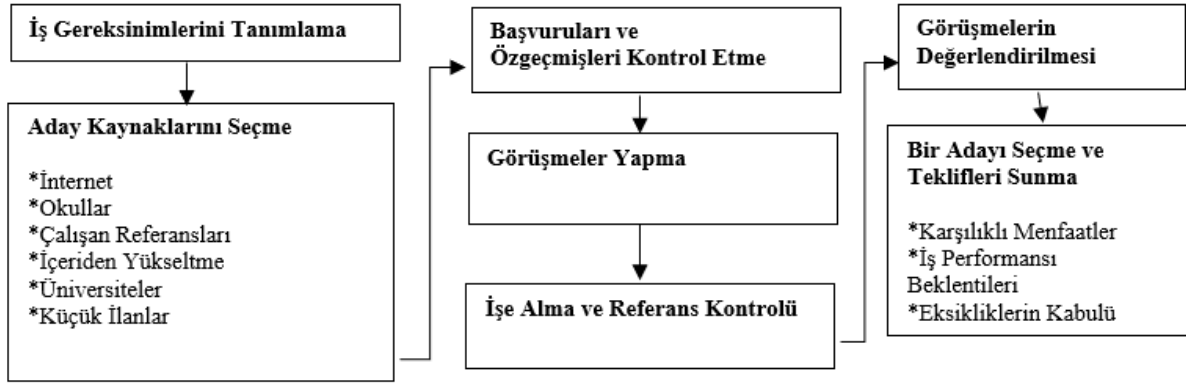 İş Gereksinimlerini Tanımlama
Aday Kaynaklarını Seçme
*İnternet
*Okullar
*Çalışan Referansları
*İçeriden Yükseltme
*Üniversiteler
*Küçük İlanlar
Başvuruları ve
Özgeçmişleri Kontrol Etme
Görüşmeler Yapma
İşe Alma ve Referans Kontrolü
Görüşmelerin
Değerlendirilmesi
Bir Adayı Seçme ve
Teklifleri Sunma
*Karşılıklı Menfaatler
*İş Performansı
Beklentileri
*Eksikliklerin Kabulü